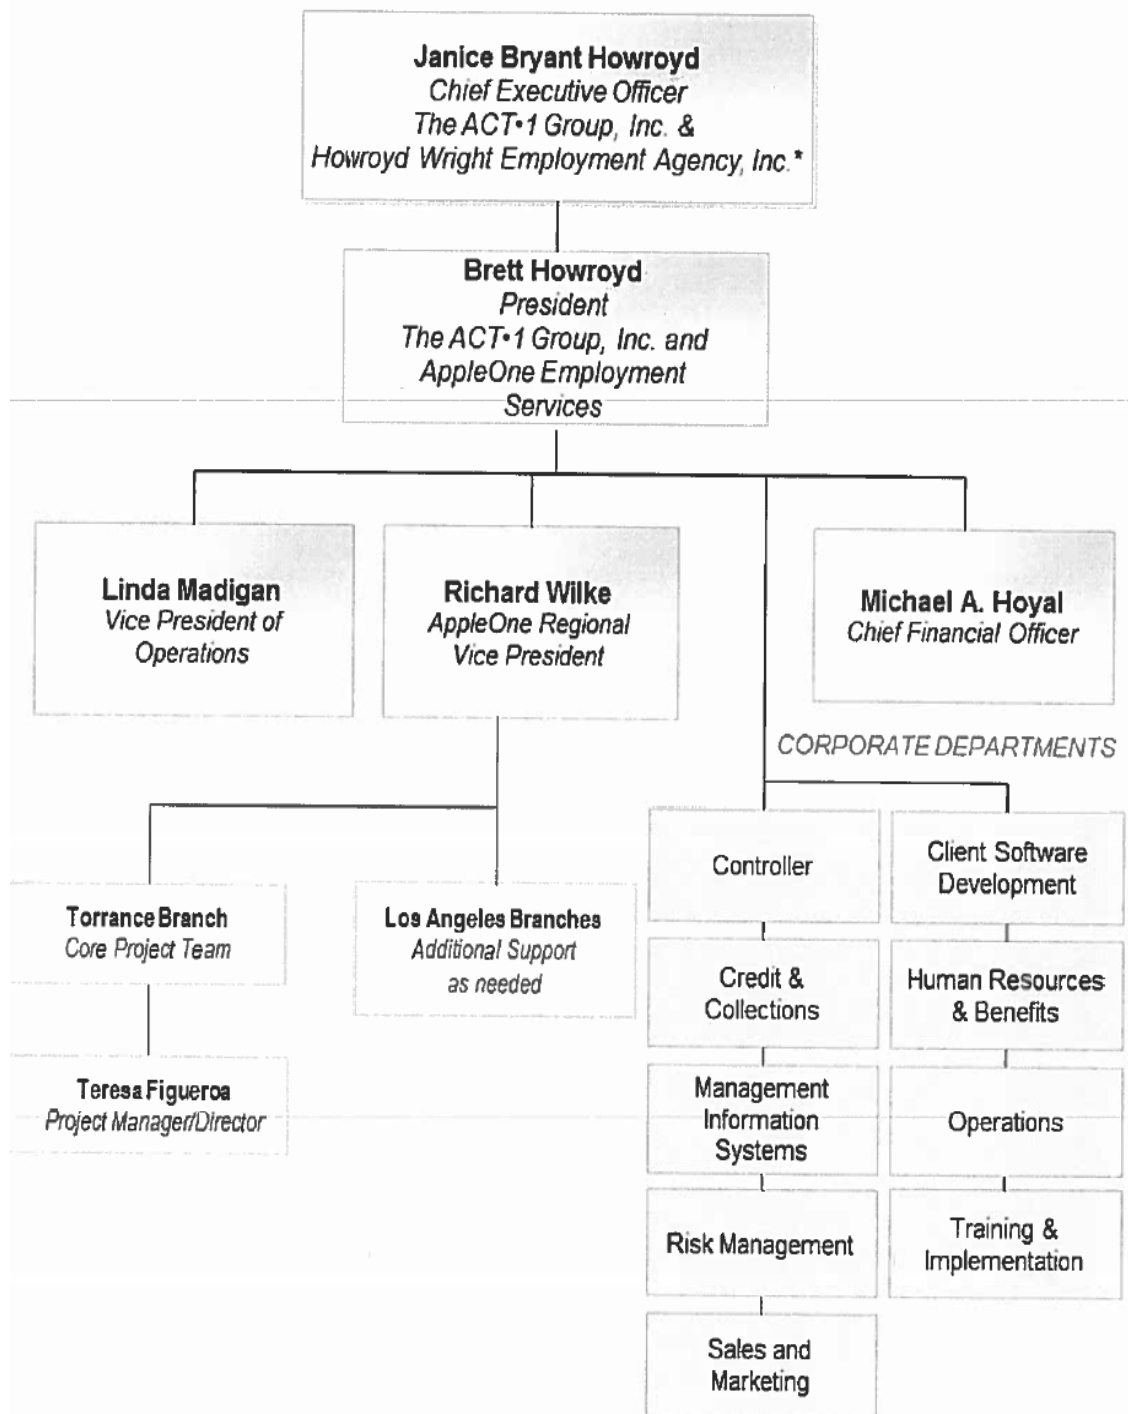 Janice Bryant Howroyd
Chief Executive Officer
The ACT•1 Group, Inc. &
Howroyd Wright Employment Agency, Inc.*
Brett Howroyd
President
The ACT•1 Group, Inc. and
AppleOne Employment
Services
Linda Madigan
Vice President of
Operations
Richard Wilke
AppleOne Regional
Vice President
Michael A. Hoyal
Chief Financial Officer
CORPORATE DEPARTMENTS
Torrance Branch
Core Project Team
Los Angeles Branches
Additional Support
as needed
Teresa Figueroa
Project Manager/Director
Controller
Credit &
Collections
Management
Information
Systems
Risk Management
Sales and
Marketing
Client Software
Development
Human Resources
& Benefits
Operations
Training &
Implementation